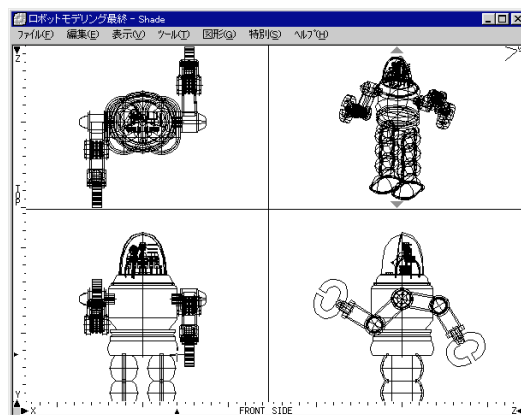 ロボットモデリング最終 - Shade
ファイル(F) 編集(E) 表示(V) ツール(T) 図形(G) 特別(S) ヘルプ(H)
Z
TOP
Y
X FRONT SIDE Z